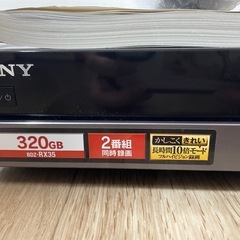 NY
320GB
BDZ-RX35
2番組
同時録画
かしこく きれい
長時間10倍モード
フルハイビジョン録画